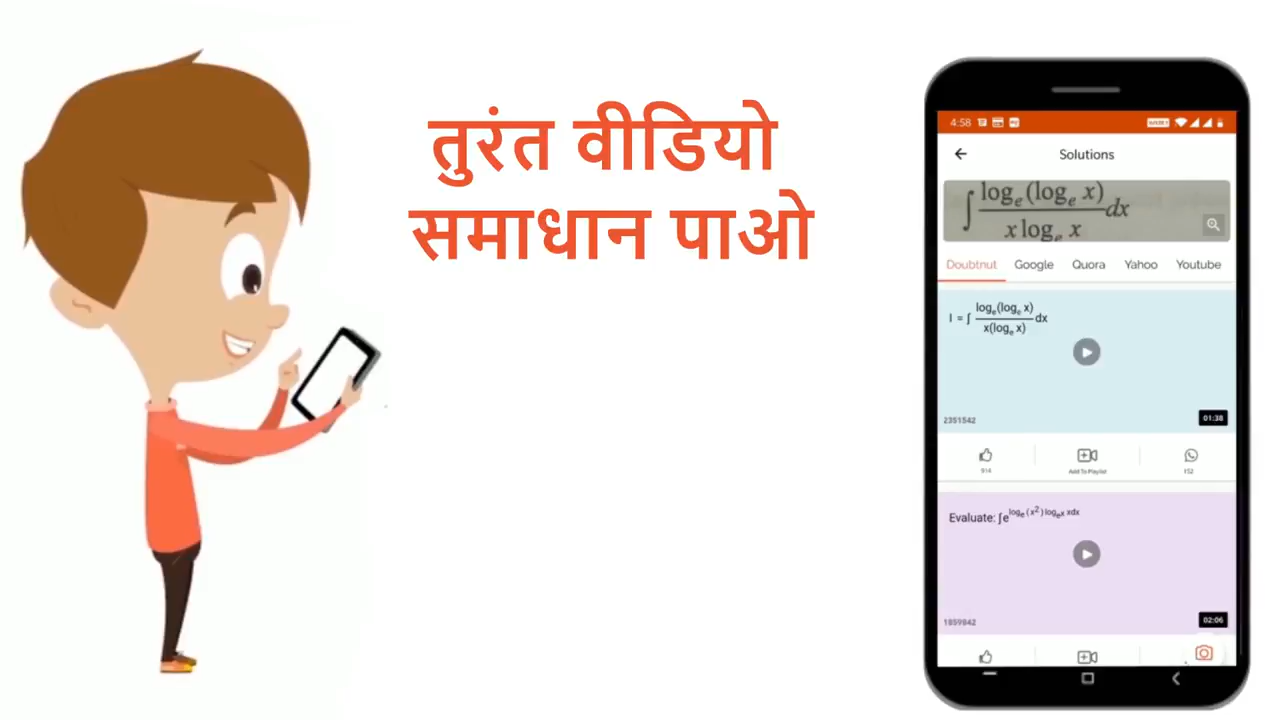 तुरंत वीडियो
समाधान पाओ
4:58
Solutions
∫ logₑ(logₑ x) / x logₑ x dx
Doubtnut Google Quora Yahoo Youtube
I = ∫ logₑ(logₑ x) / x(logₑ x) dx
2351542
01:38
914
Add To Playlist
152
Evaluate: ∫e^logₑ(x²)logₑx xdx
1859842
02:06